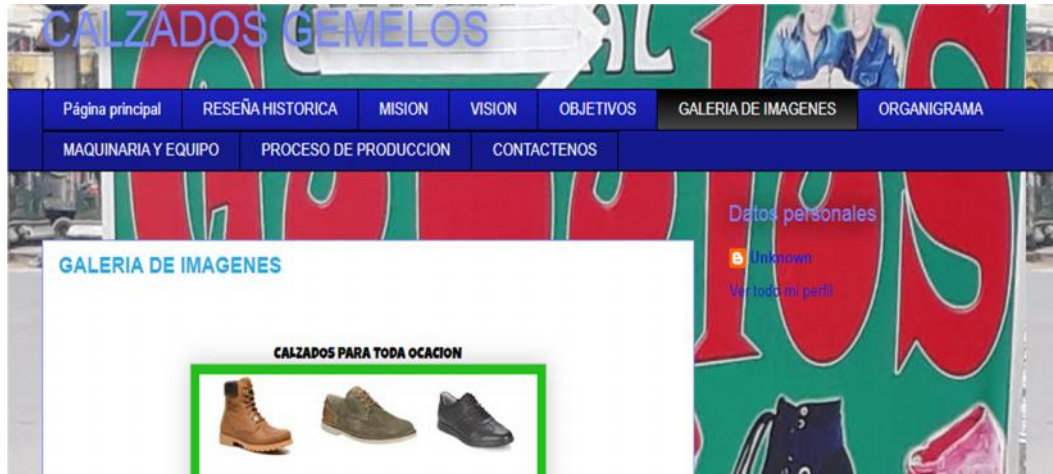 CALZADOS GEMELOS
Página principal RESEÑA HISTORICA MISION VISION OBJETIVOS GALERIA DE IMAGENES ORGANIGRAMA
MAQUINARIA Y EQUIPO PROCESO DE PRODUCCION CONTACTENOS
Datos personales
Unknown
Ver todo mi perfil
GALERIA DE IMAGENES
CALZADOS PARA TODA OCACION